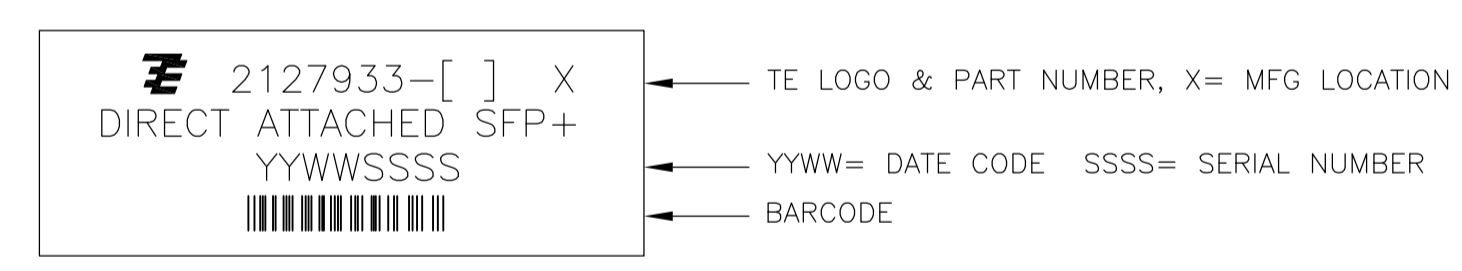 2127933-[ ] X
TE LOGO & PART NUMBER, X= MFG LOCATION
DIRECT ATTACHED SFP+
YYWWSSSS
YYWW= DATE CODE SSSS= SERIAL NUMBER
BARCODE